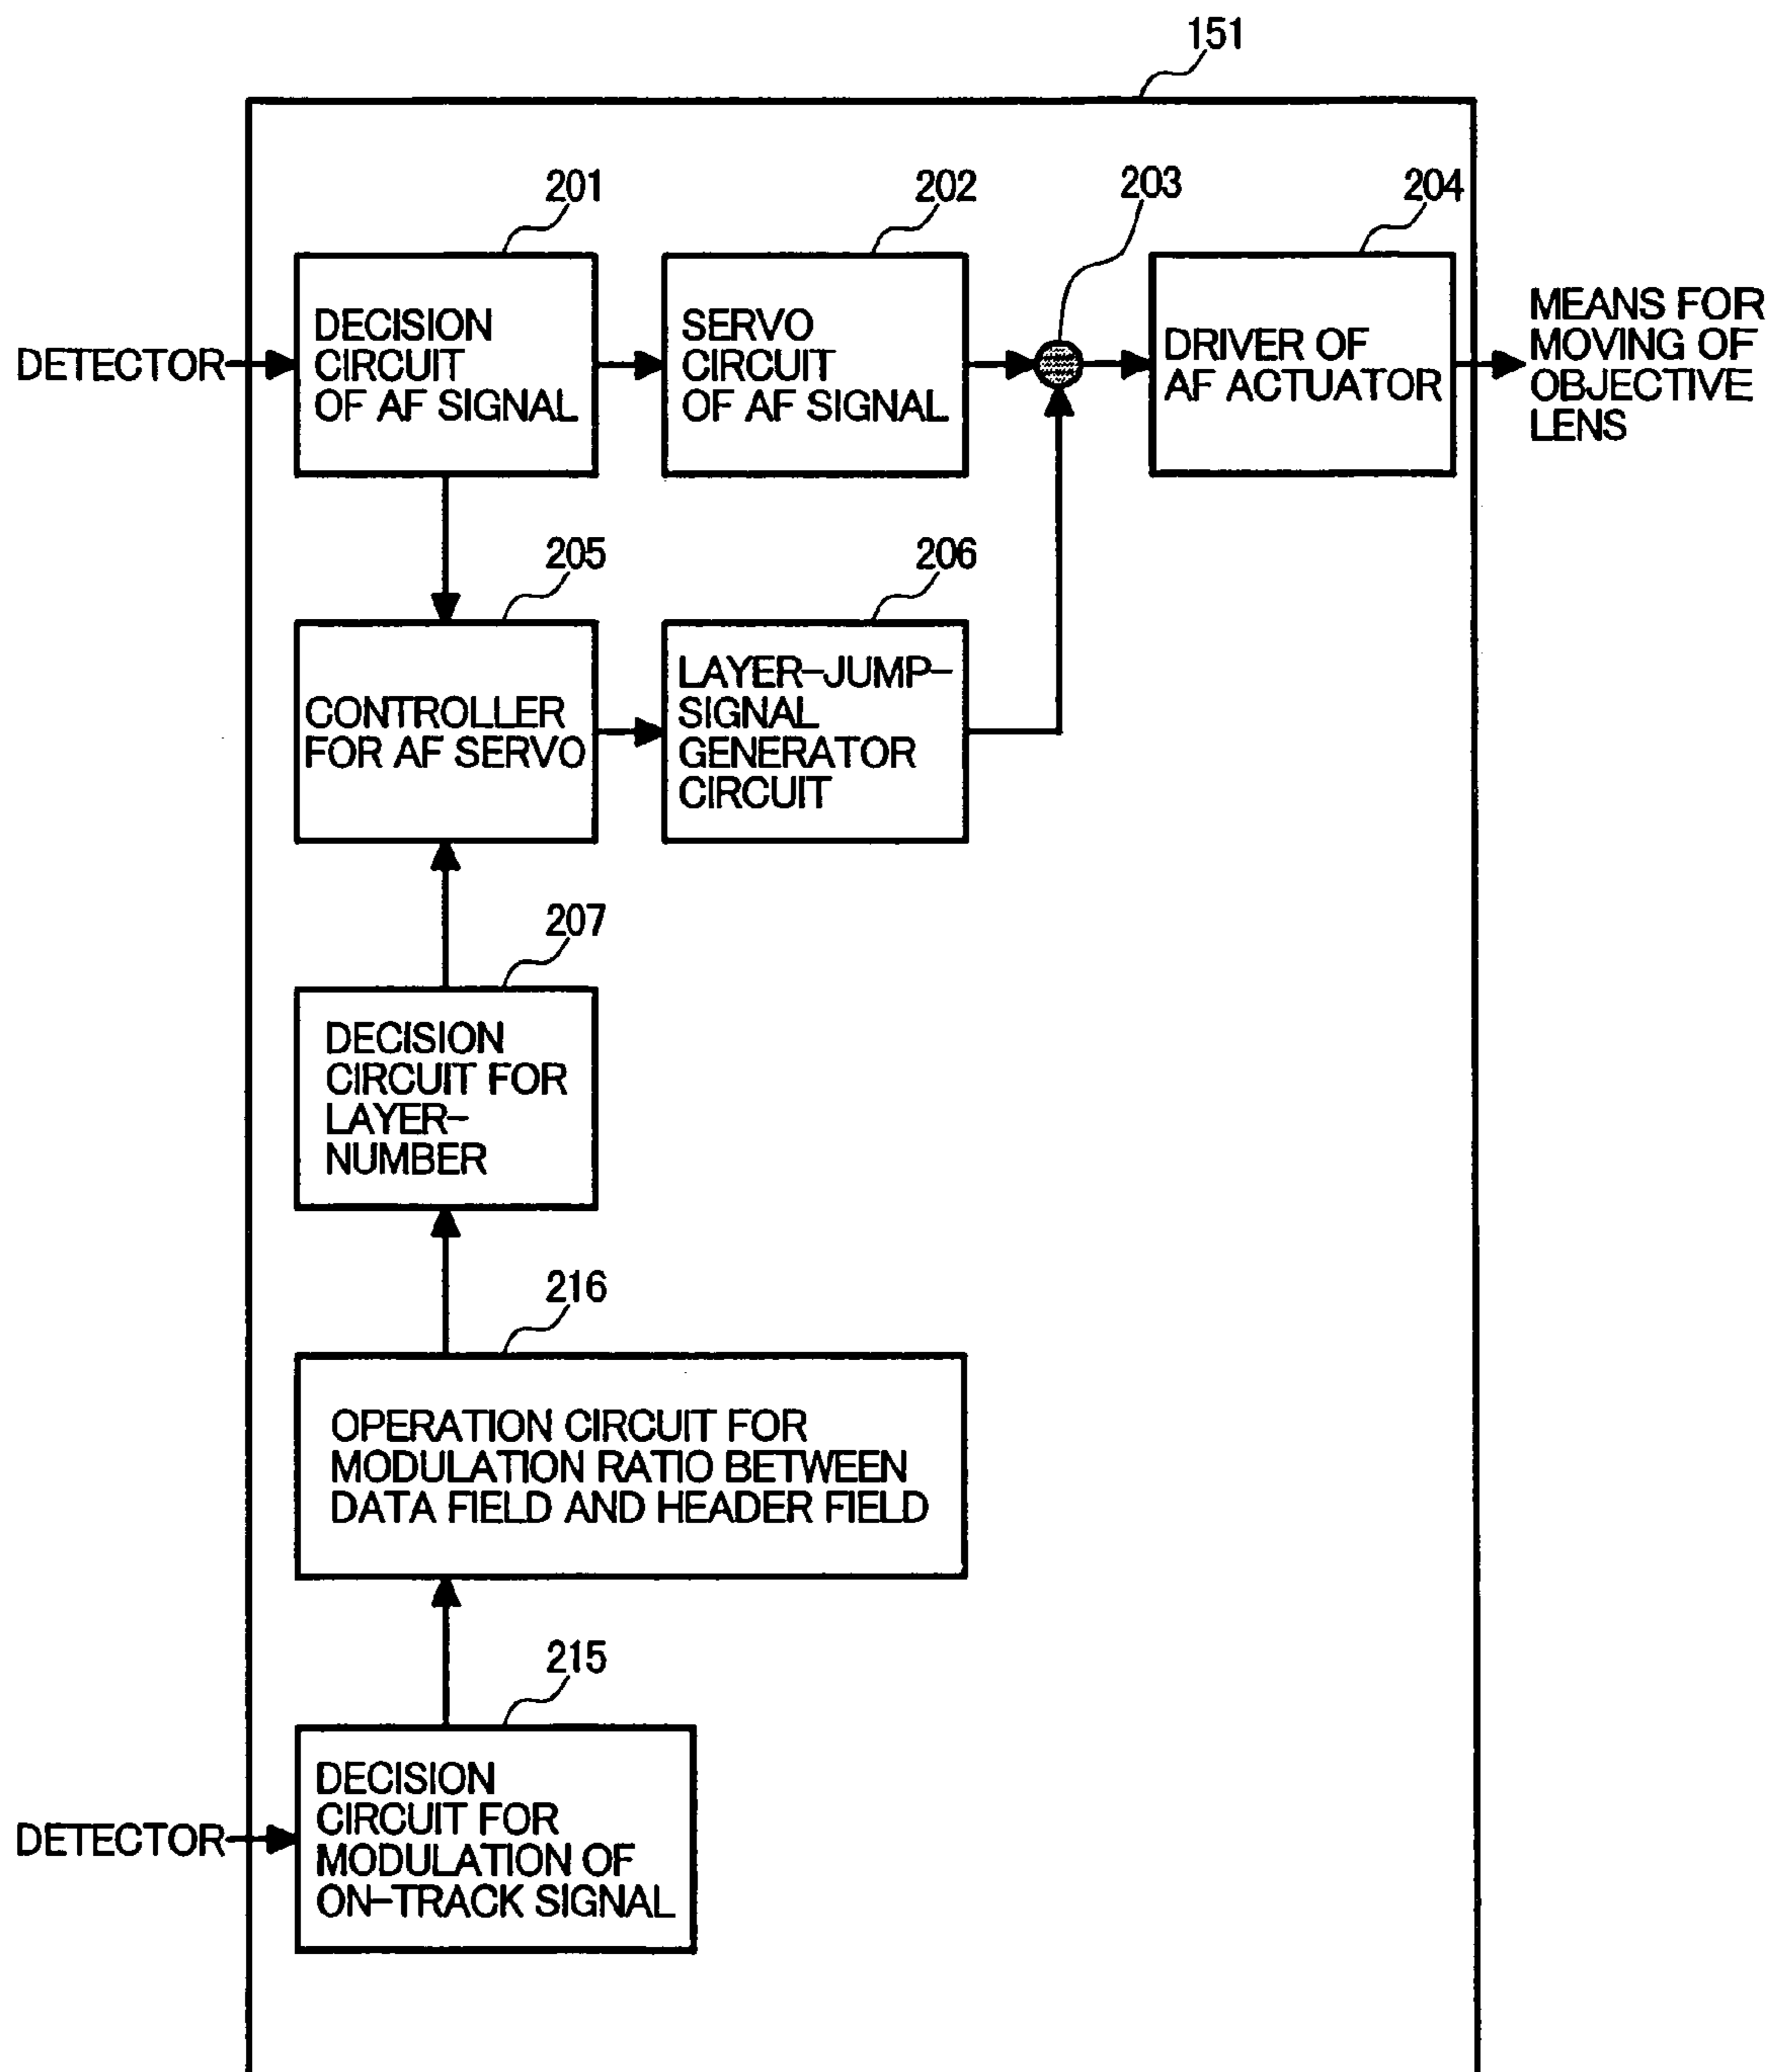 151
201
202
203
204
DETECTOR
DECISION
CIRCUIT
OF AF SIGNAL
SERVO
CIRCUIT
OF AF SIGNAL
DRIVER OF
AF ACTUATOR
MEANS FOR
MOVING OF
OBJECTIVE
LENS
205
206
CONTROLLER
FOR AF SERVO
LAYER-JUMP-
SIGNAL
GENERATOR
CIRCUIT
207
DECISION
CIRCUIT FOR
LAYER-
NUMBER
216
OPERATION CIRCUIT FOR
MODULATION RATIO BETWEEN
DATA FIELD AND HEADER FIELD
215
DETECTOR
DECISION
CIRCUIT FOR
MODULATION OF
ON-TRACK SIGNAL